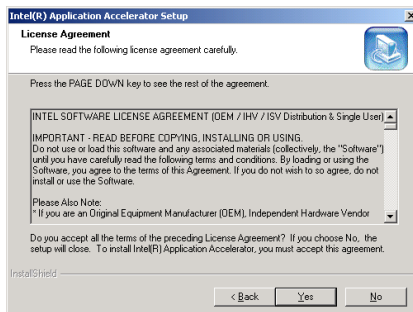 Intel(R) Application Accelerator Setup
License Agreement
Please read the following license agreement carefully.
Press the PAGE DOWN key to see the rest of the agreement.
INTEL SOFTWARE LICENSE AGREEMENT (OEM / IHV / ISV Distribution & Single User)
IMPORTANT - READ BEFORE COPYING, INSTALLING OR USING.
Do not use or load this software and any associated materials (collectively, the "Software")
until you have carefully read the following terms and conditions. By loading or using the
Software, you agree to the terms of this Agreement. If you do not wish to so agree, do not
install or use the Software.
Please Also Note:
* If you are an Original Equipment Manufacturer (OEM), Independent Hardware Vendor
Do you accept all the terms of the preceding License Agreement? If you choose No, the
setup will close. To install Intel(R) Application Accelerator, you must accept this agreement.
InstallShield
< Back
Yes
No